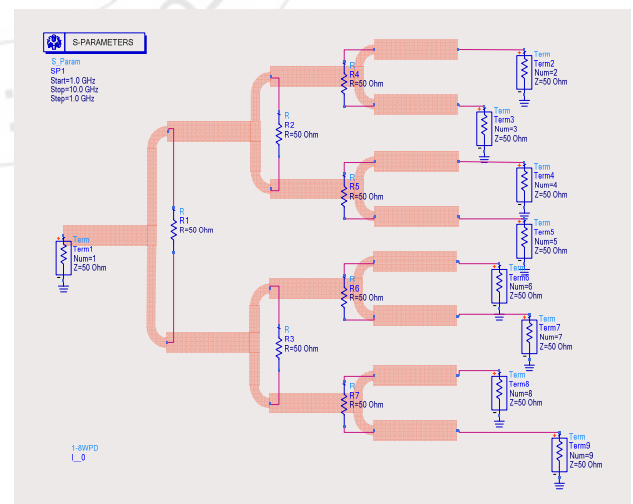 S-PARAMETERS
S_Param
SP1
Start=1.0 GHz
Stop=10.0 GHz
Step=1.0 GHz
R
R4
R=50 Ohm
Term
Term2
Num=2
Z=50 Ohm
R
R2
R=50 Ohm
Term
Term3
Num=3
Z=50 Ohm
R
R5
R=50 Ohm
Term
Term4
Num=4
Z=50 Ohm
R
R1
R=50 Ohm
Term
Term5
Num=5
Z=50 Ohm
Term
Term1
Num=1
Z=50 Ohm
R
R6
R=50 Ohm
Term
Term6
Num=6
Z=50 Ohm
R
R3
R=50 Ohm
Term
Term7
Num=7
Z=50 Ohm
R
R7
R=50 Ohm
Term
Term8
Num=8
Z=50 Ohm
1-8WPD
I__0
Term
Term9
Num=9
Z=50 Ohm